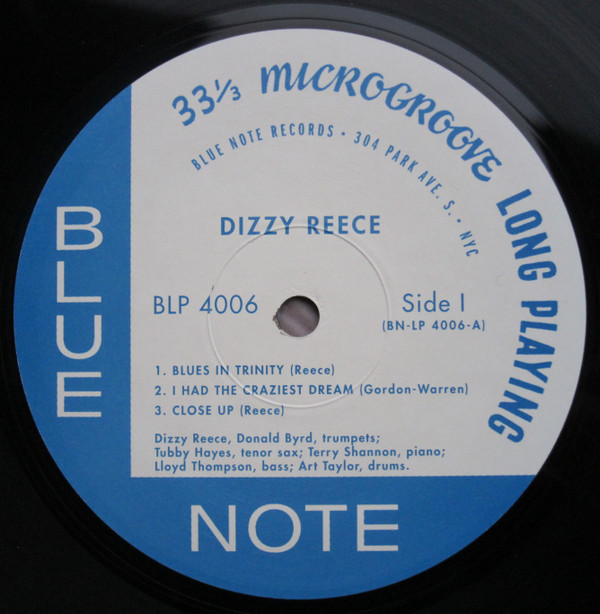 33 1/3 MICROGROOVE LONG PLAYING
BLUE NOTE RECORDS • 304 PARK AVE. S. • NYC
DIZZY REECE
BLP 4006
Side I
(BN-LP 4006-A)
1. BLUES IN TRINITY (Reece)
2. I HAD THE CRAZIEST DREAM (Gordon-Warren)
3. CLOSE UP (Reece)
Dizzy Reece, Donald Byrd, trumpets;
Tubby Hayes, tenor sax; Terry Shannon, piano;
Lloyd Thompson, bass; Art Taylor, drums.
BLUE
NOTE